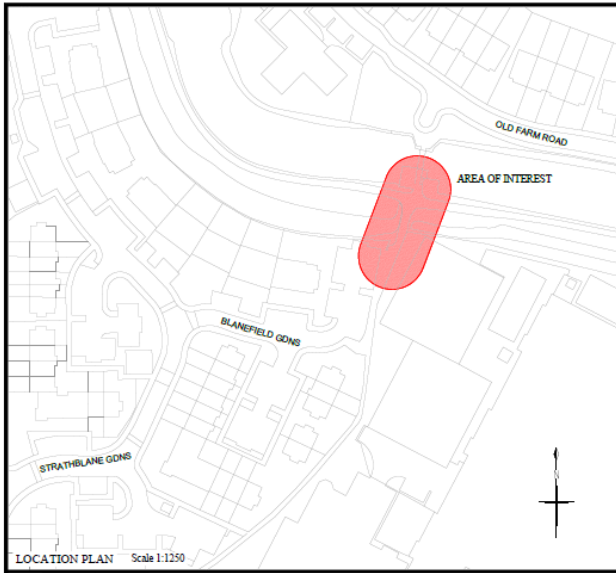 OLD FARM ROAD
AREA OF INTEREST
BLANEFIELD GDNS
STRATHBLANE GDNS
N
LOCATION PLAN Scale 1:1250